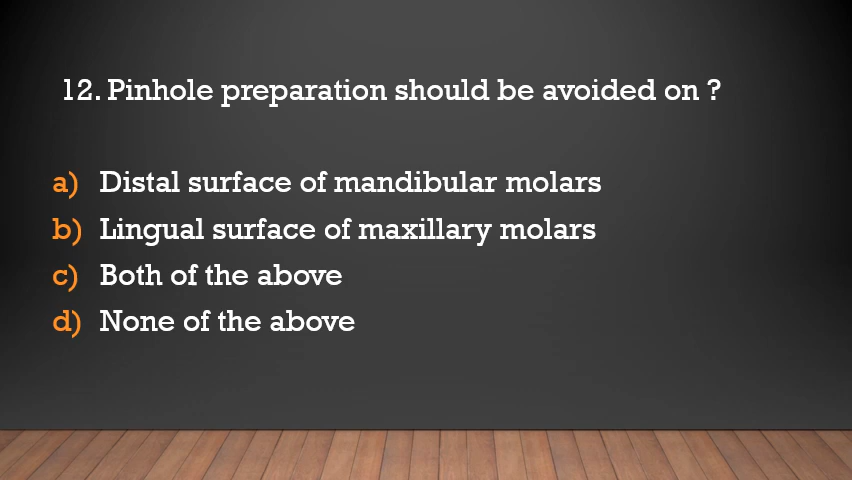 12. Pinhole preparation should be avoided on ?
a) Distal surface of mandibular molars
b) Lingual surface of maxillary molars
c) Both of the above
d) None of the above